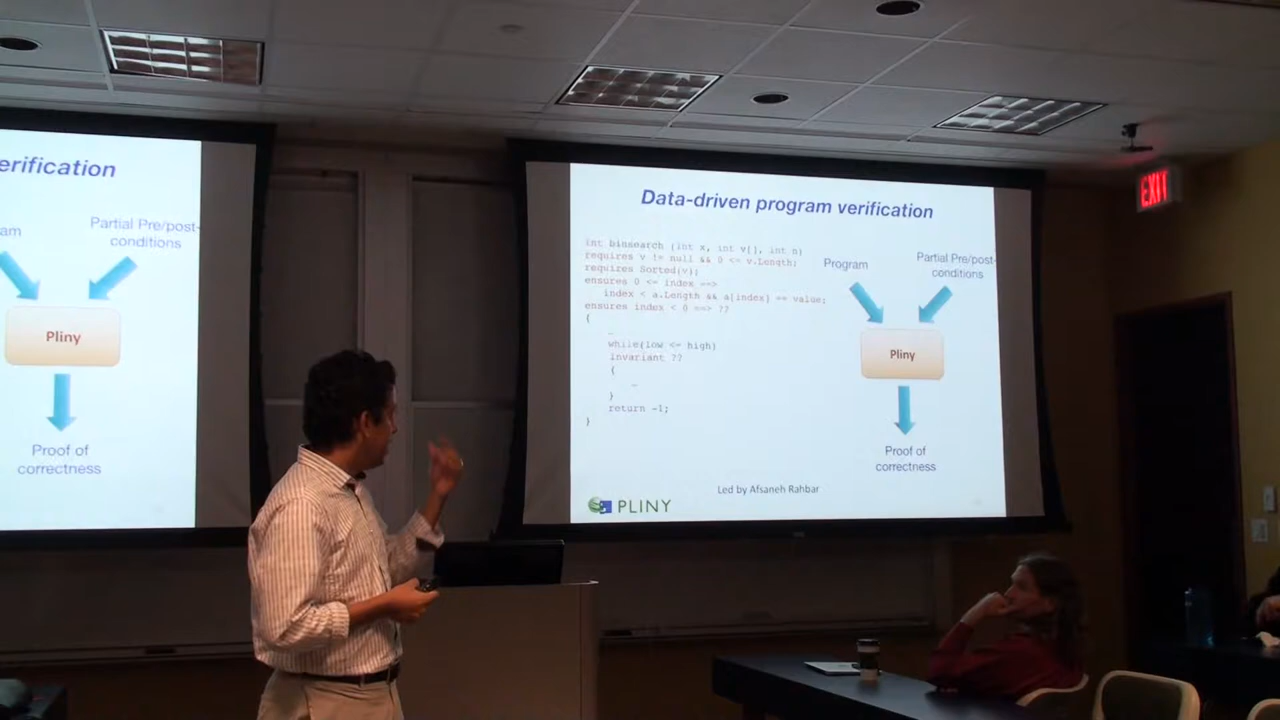 erification
am
Partial Pre/post-
conditions
Pliny
Proof of
correctness
Data-driven program verification
int binsearch (int x, int v[], int n)
requires v != null && 0 <= v.Length;
requires Sorted(v);
ensures 0 <= index ==>
index < a.Length && a[index] == value;
ensures index < 0 ==> ??
{
…
while(low <= high)
invariant ??
{
…
}
return -1;
}
Program
Partial Pre/post-
conditions
Pliny
Proof of
correctness
Led by Afsaneh Rahbar
PLINY
EXIT